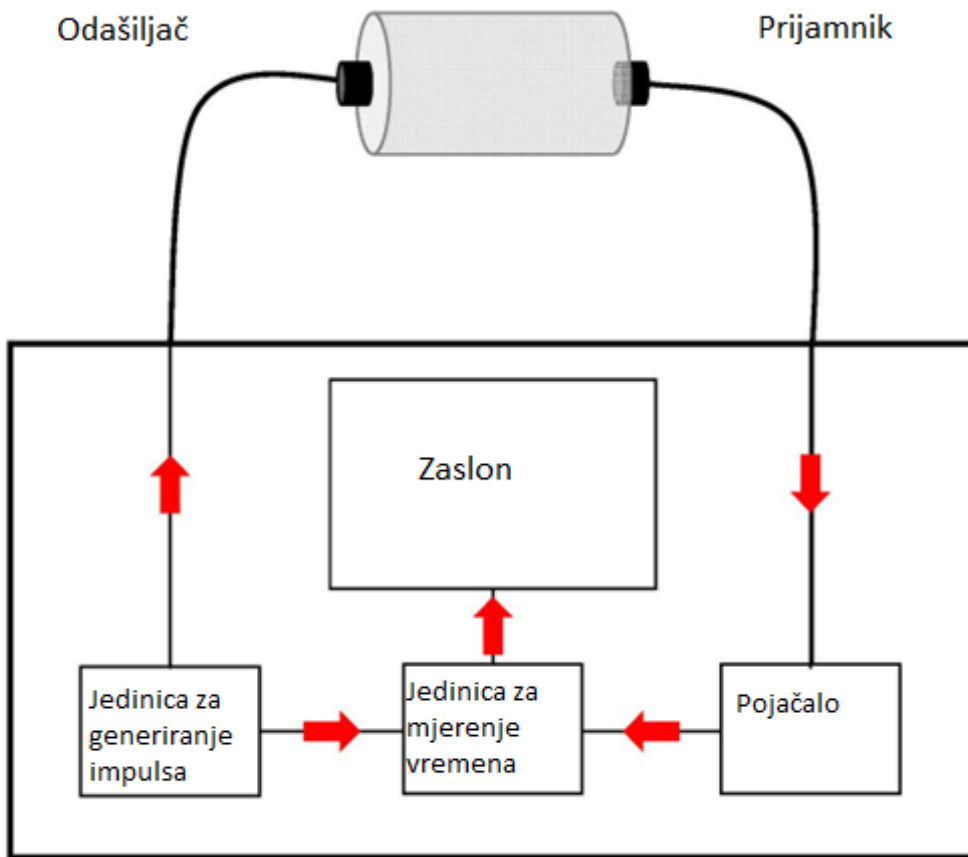 Odašiljač
Prijamnik
Zaslon
Jedinica za
generiranje
impulsa
Jedinica za
mjerenje
vremena
Pojačalo